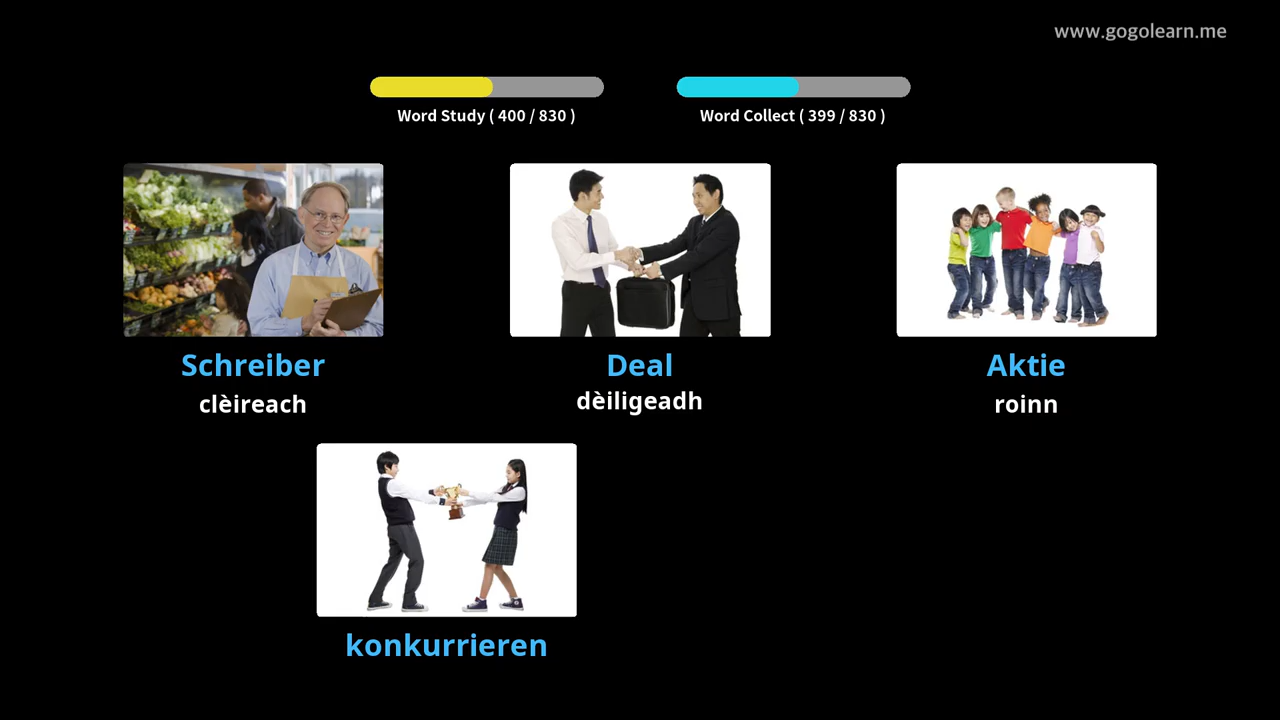 www.gogolearn.me
Word Study ( 400 / 830 )
Word Collect ( 399 / 830 )
Schreiber
Deal
Aktie
clèireach
dèiligeadh
roinn
konkurrieren